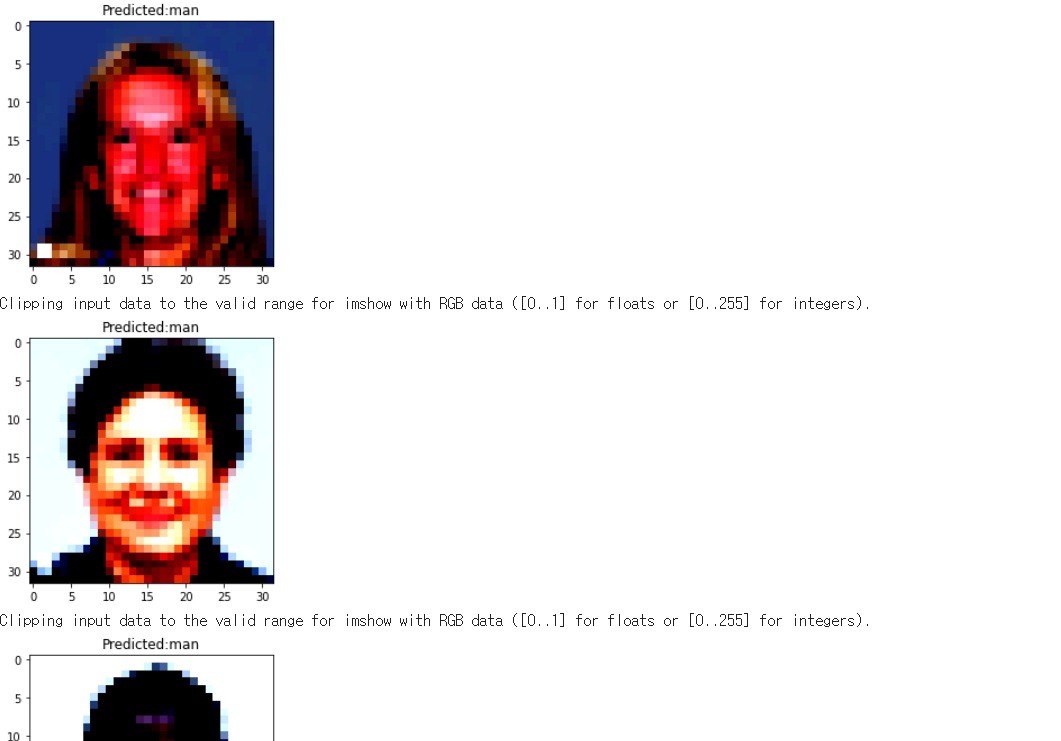 Predicted:man
0
5
10
15
20
25
30
0 5 10 15 20 25 30
Clipping input data to the valid range for imshow with RGB data ([0..1] for floats or [0..255] for integers).
Predicted:man
0
5
10
15
20
25
30
0 5 10 15 20 25 30
Clipping input data to the valid range for imshow with RGB data ([0..1] for floats or [0..255] for integers).
Predicted:man
0
5
10